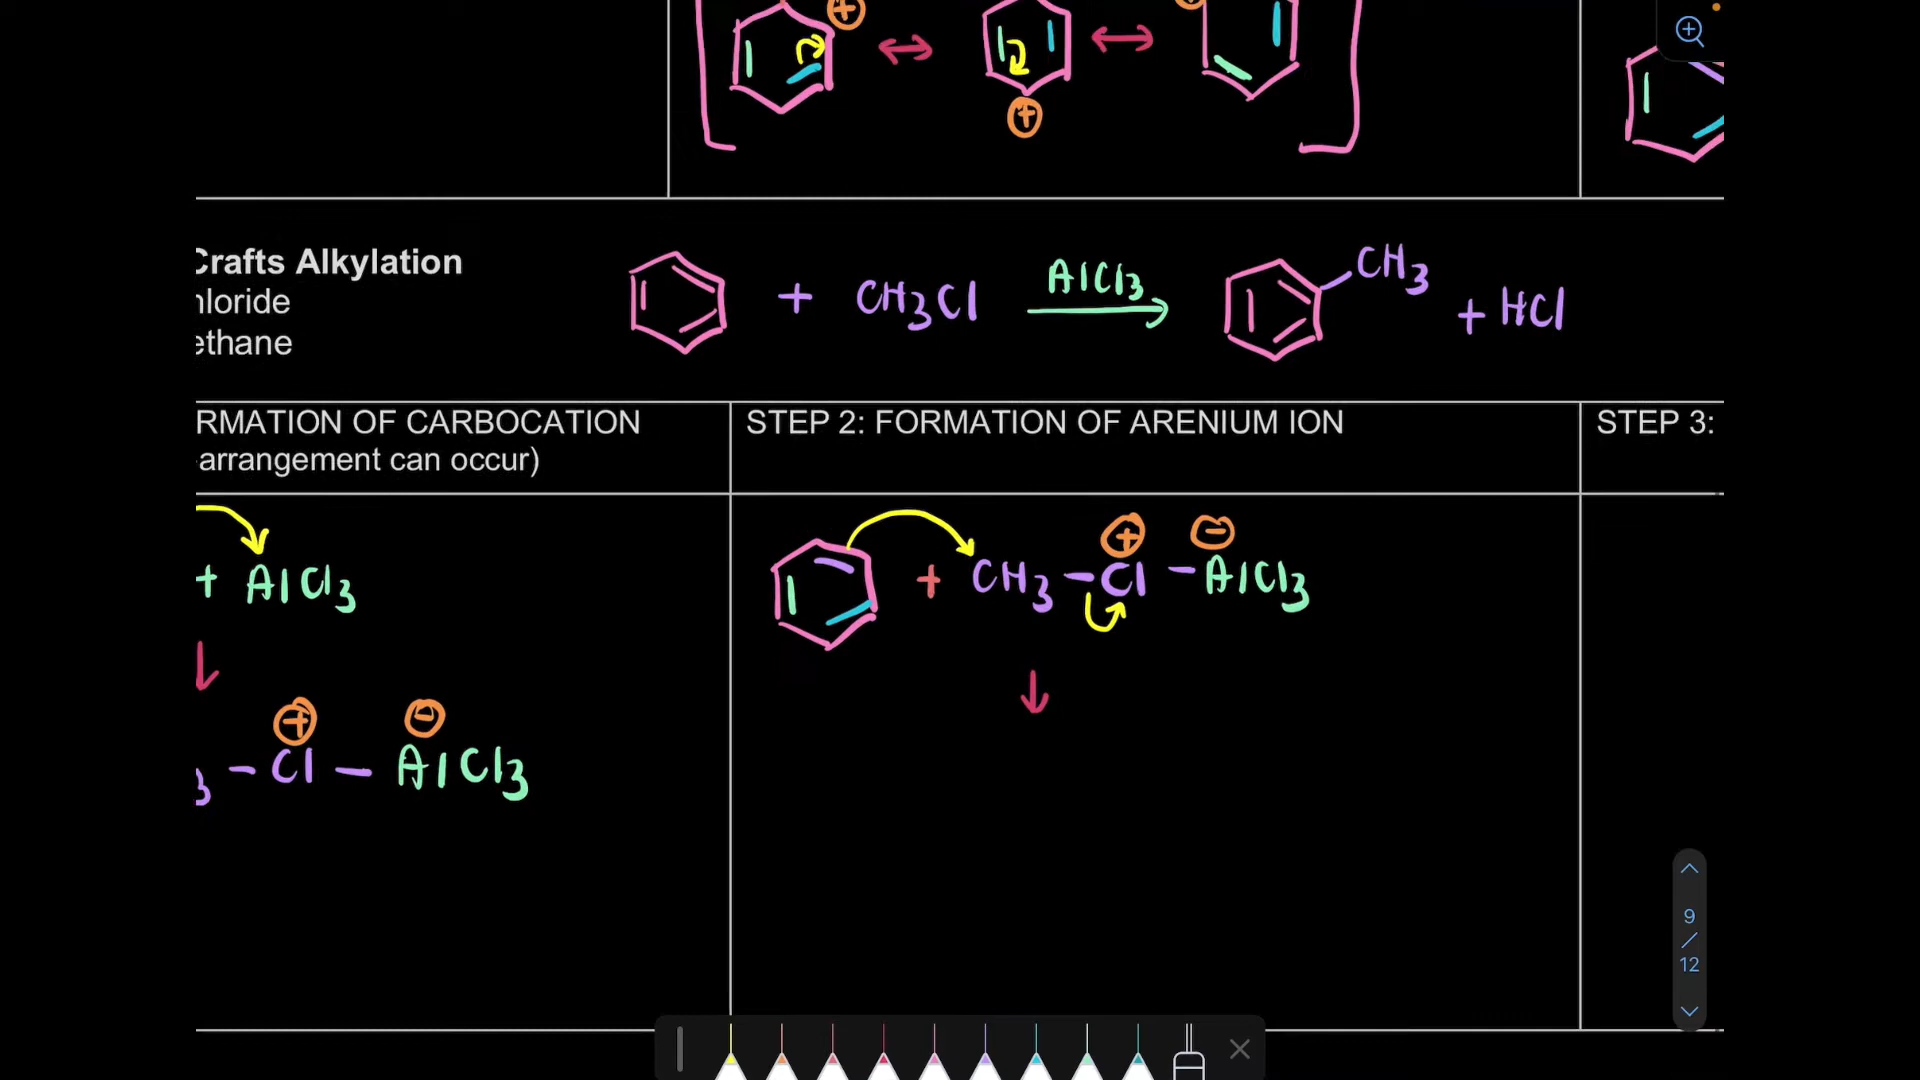 ⊕
⊕
Crafts Alkylation
hloride
ethane
+ CH3Cl AlCl3 CH3 + HCl
RMATION OF CARBOCATION
arrangement can occur)
STEP 2: FORMATION OF ARENIUM ION
STEP 3:
+ AlCl3
⊕ ⊖
3 - Cl - AlCl3
⊕ ⊖
+ CH3 - Cl - AlCl3
9
/
12